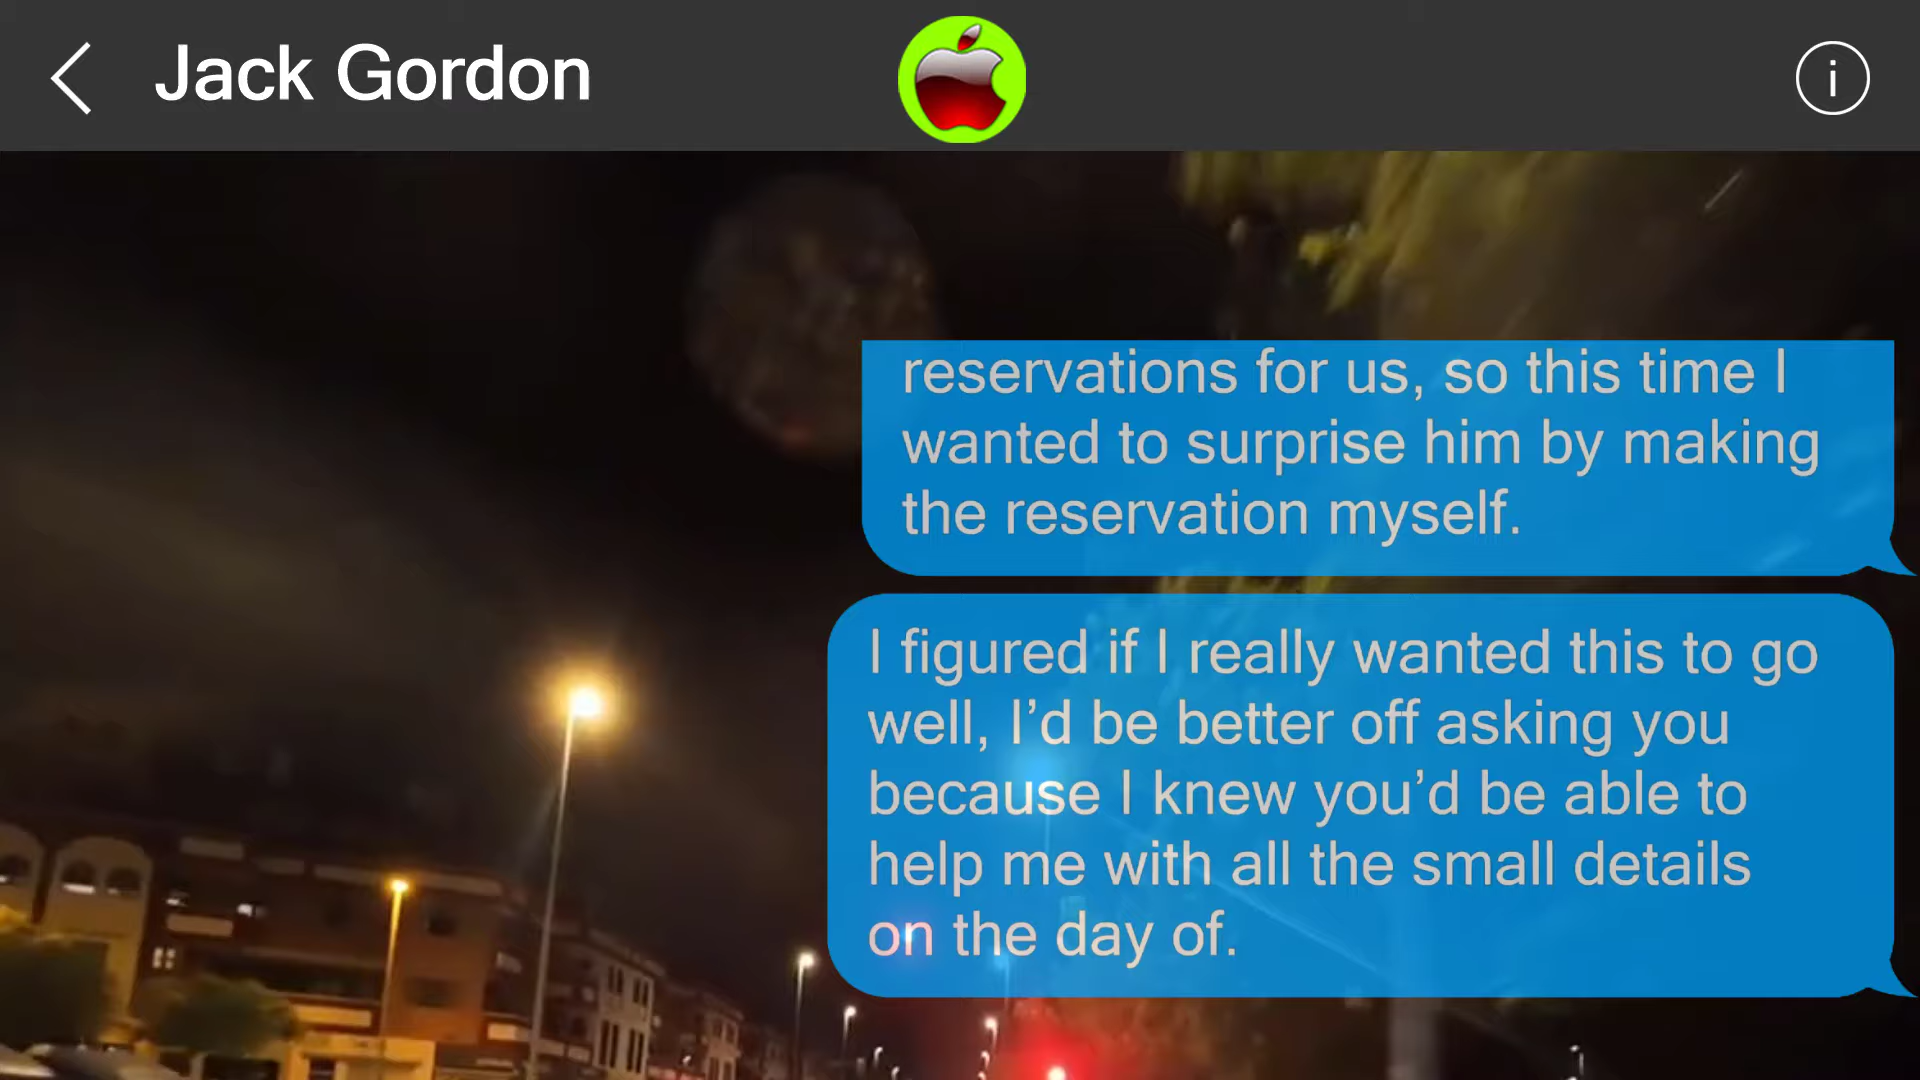 Jack Gordon
reservations for us, so this time I
wanted to surprise him by making
the reservation myself.
I figured if I really wanted this to go
well, I’d be better off asking you
because I knew you’d be able to
help me with all the small details
on the day of.